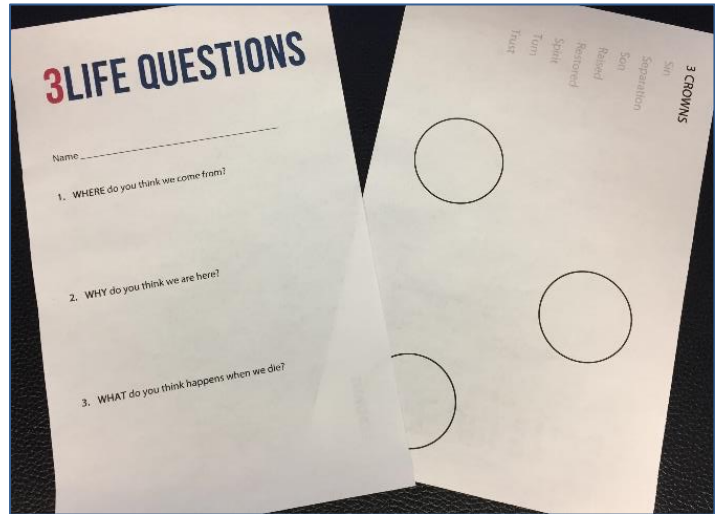 3LIFE QUESTIONS
Name
1. WHERE do you think we come from?
2. WHY do you think we are here?
3. WHAT do you think happens when we die?
3 CROWNS
Sin
Separation
Son
Raised
Restored
Spirit
Turn
Trust